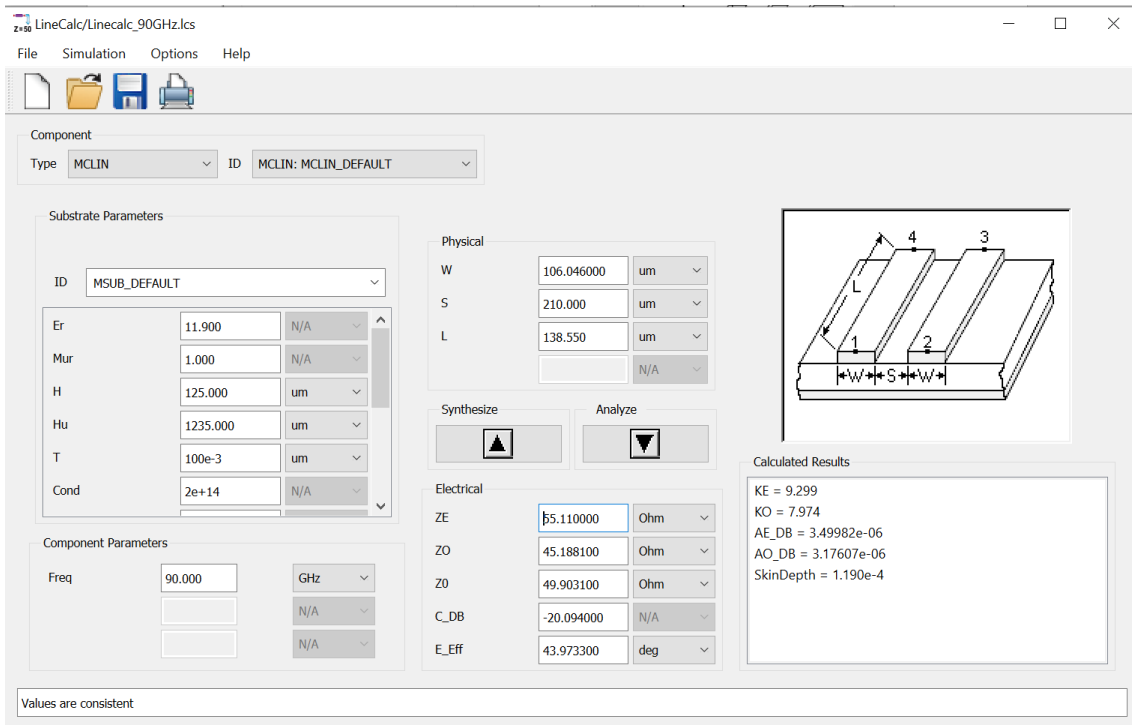 Z=50 LineCalc/Linecalc_90GHz.lcs
File Simulation Options Help
Component
Type MCLIN ID MCLIN: MCLIN_DEFAULT
Substrate Parameters
ID MSUB_DEFAULT
Er 11.900 N/A
Mur 1.000 N/A
H 125.000 um
Hu 1235.000 um
T 100e-3 um
Cond 2e+14 N/A
Component Parameters
Freq 90.000 GHz
N/A
N/A
Physical
W 106.046000 um
S 210.000 um
L 138.550 um
N/A
Synthesize Analyze
Electrical
ZE 55.110000 Ohm
ZO 45.188100 Ohm
Z0 49.903100 Ohm
C_DB -20.094000 N/A
E_Eff 43.973300 deg
4 3
L
1 2
W S W
Calculated Results
KE = 9.299
KO = 7.974
AE_DB = 3.49982e-06
AO_DB = 3.17607e-06
SkinDepth = 1.190e-4
Values are consistent